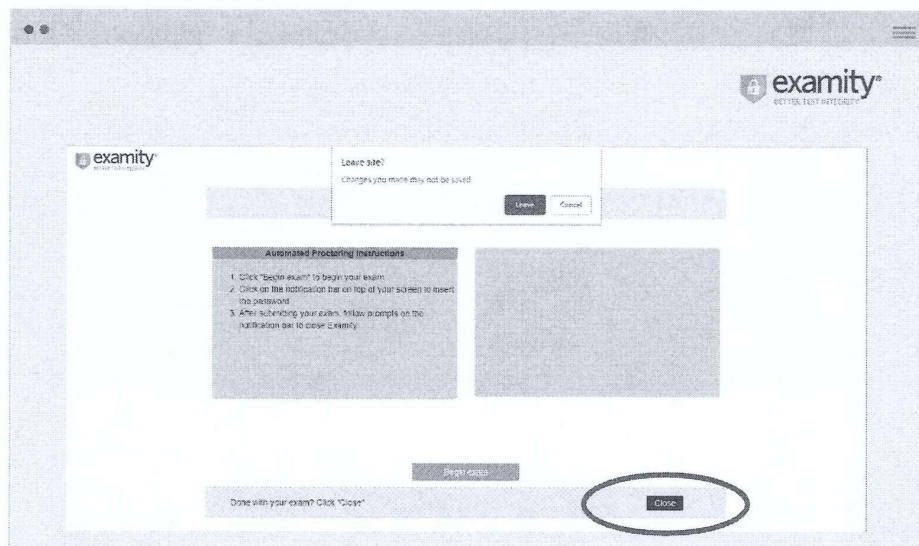 examity®
BETTER TEST INTEGRITY
examity®
Leave site?
Changes you made may not be saved
Leave Cancel
Automated Proctoring Instructions
1. Click "Begin exam" to begin your exam
2. Click on the notification bar on top of your screen to insert
the password
3. After submitting your exam, follow prompts on the
notification bar to close Examity
Begin exam
Done with your exam? Click "Close"
Close